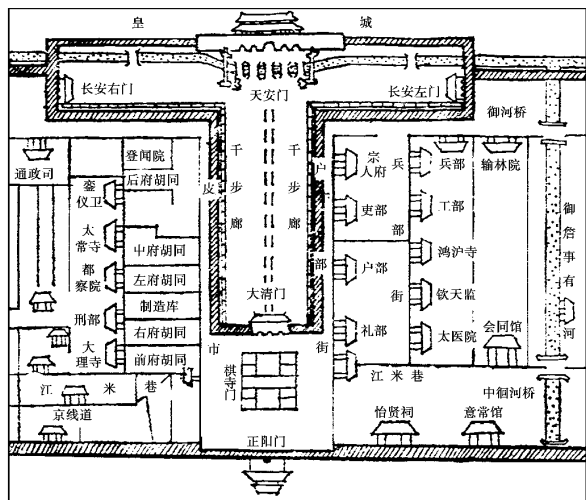 皇城
天安门
长安右门
长安左门
御河桥
千步廊
千步廊
大清门
棋寺门
正阳门
通政司
登闻院
后府胡同
銮仪卫
太常寺
中府胡同
都察院
左府胡同
制造库
刑部
右府胡同
大理寺
前府胡同
皮市
江米巷
京线道
户部街
宗人府
吏部
户部
礼部
兵部街
兵部
工部
鸿沪寺
钦天监
太医院
翰林院
会同馆
御河
詹事有
江米巷
中徊河桥
怡贤祠
意常馆